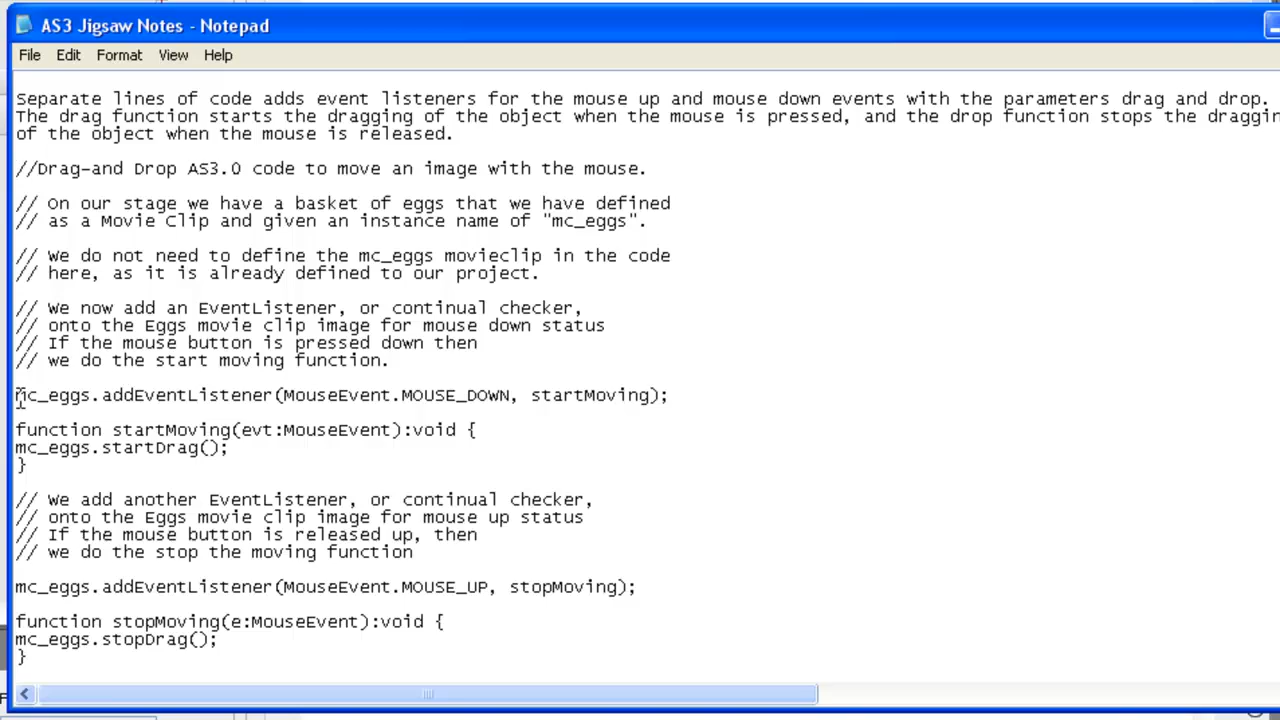 AS3 Jigsaw Notes - Notepad
File Edit Format View Help
Separate lines of code adds event listeners for the mouse up and mouse down events with the parameters drag and drop.
The drag function starts the dragging of the object when the mouse is pressed, and the drop function stops the draggin
of the object when the mouse is released.
//Drag-and Drop AS3.0 code to move an image with the mouse.
// On our stage we have a basket of eggs that we have defined
// as a Movie Clip and given an instance name of "mc_eggs".
// We do not need to define the mc_eggs movieclip in the code
// here, as it is already defined to our project.
// We now add an EventListener, or continual checker,
// onto the Eggs movie clip image for mouse down status
// If the mouse button is pressed down then
// we do the start moving function.
mc_eggs.addEventListener(MouseEvent.MOUSE_DOWN, startMoving);
function startMoving(evt:MouseEvent):void {
mc_eggs.startDrag();
}
// We add another EventListener, or continual checker,
// onto the Eggs movie clip image for mouse up status
// If the mouse button is released up, then
// we do the stop the moving function
mc_eggs.addEventListener(MouseEvent.MOUSE_UP, stopMoving);
function stopMoving(e:MouseEvent):void {
mc_eggs.stopDrag();
}